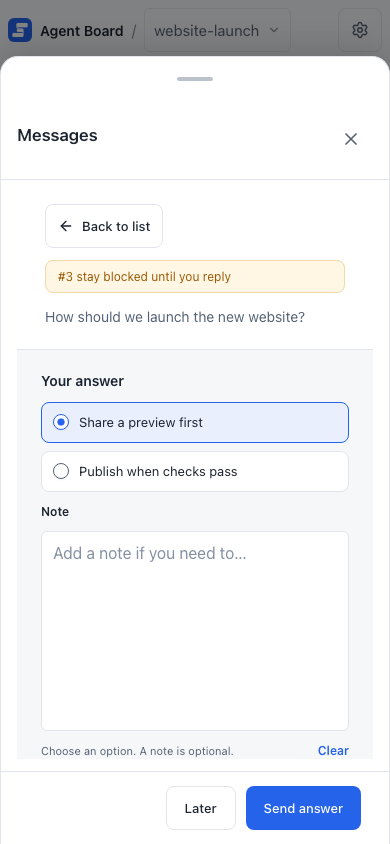 Agent Board / website-launch
Messages
Back to list
#3 stay blocked until you reply
How should we launch the new website?
Your answer
Share a preview first
Publish when checks pass
Note
Add a note if you need to...
Choose an option. A note is optional. Clear
Later Send answer